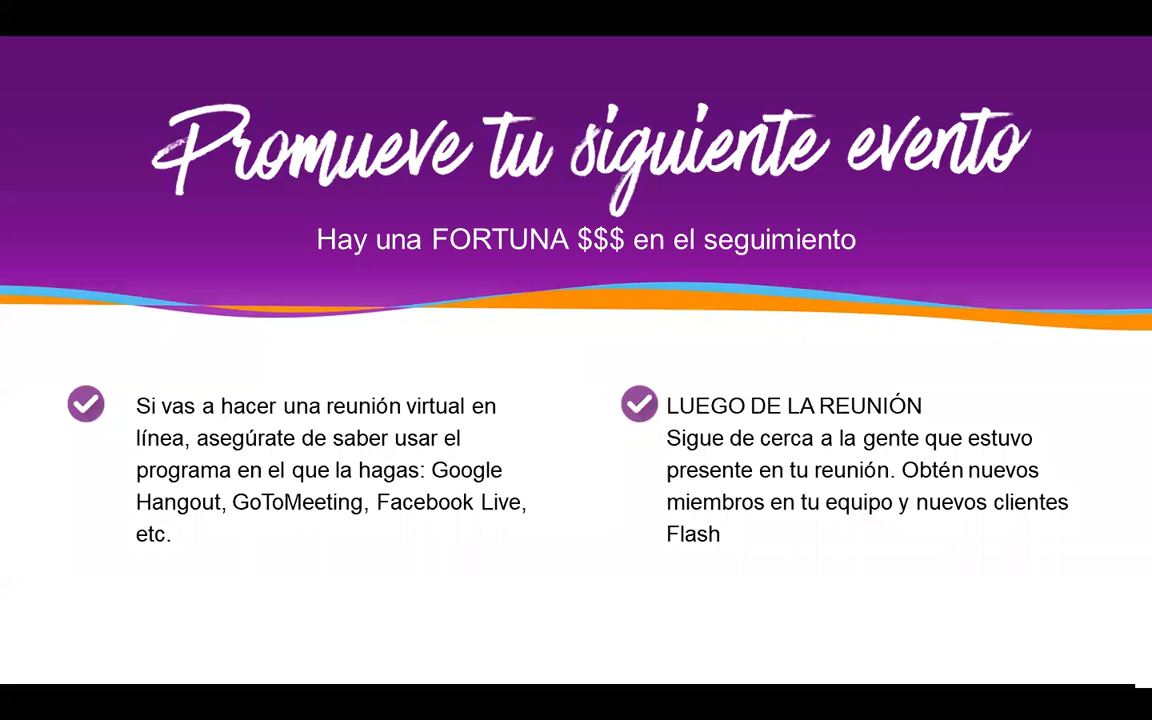 Promueve tu siguiente evento
Hay una FORTUNA $$$ en el seguimiento
Si vas a hacer una reunión virtual en
línea, asegúrate de saber usar el
programa en el que la hagas: Google
Hangout, GoToMeeting, Facebook Live,
etc.
LUEGO DE LA REUNIÓN
Sigue de cerca a la gente que estuvo
presente en tu reunión. Obtén nuevos
miembros en tu equipo y nuevos clientes
Flash